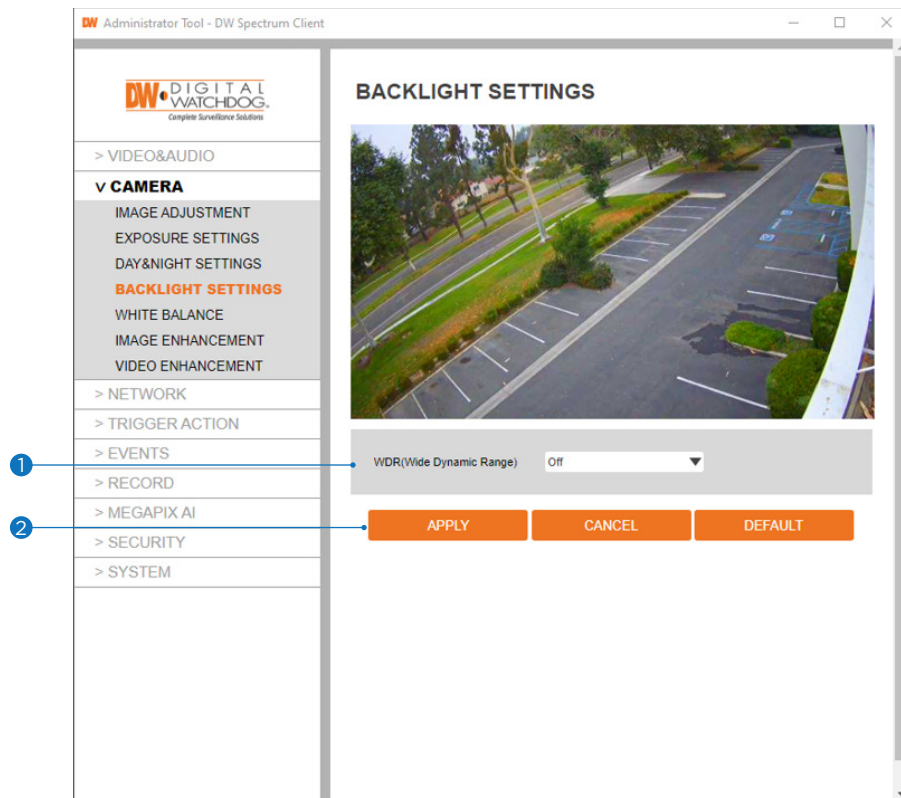 DW Administrator Tool - DW Spectrum Client
DW DIGITAL
WATCHDOG®
Complete Surveillance Solutions
> VIDEO&AUDIO
V CAMERA
IMAGE ADJUSTMENT
EXPOSURE SETTINGS
DAY&NIGHT SETTINGS
BACKLIGHT SETTINGS
WHITE BALANCE
IMAGE ENHANCEMENT
VIDEO ENHANCEMENT
> NETWORK
> TRIGGER ACTION
> EVENTS
> RECORD
> MEGAPIX AI
> SECURITY
> SYSTEM
BACKLIGHT SETTINGS
1
WDR(Wide Dynamic Range) Off
2
APPLY CANCEL DEFAULT